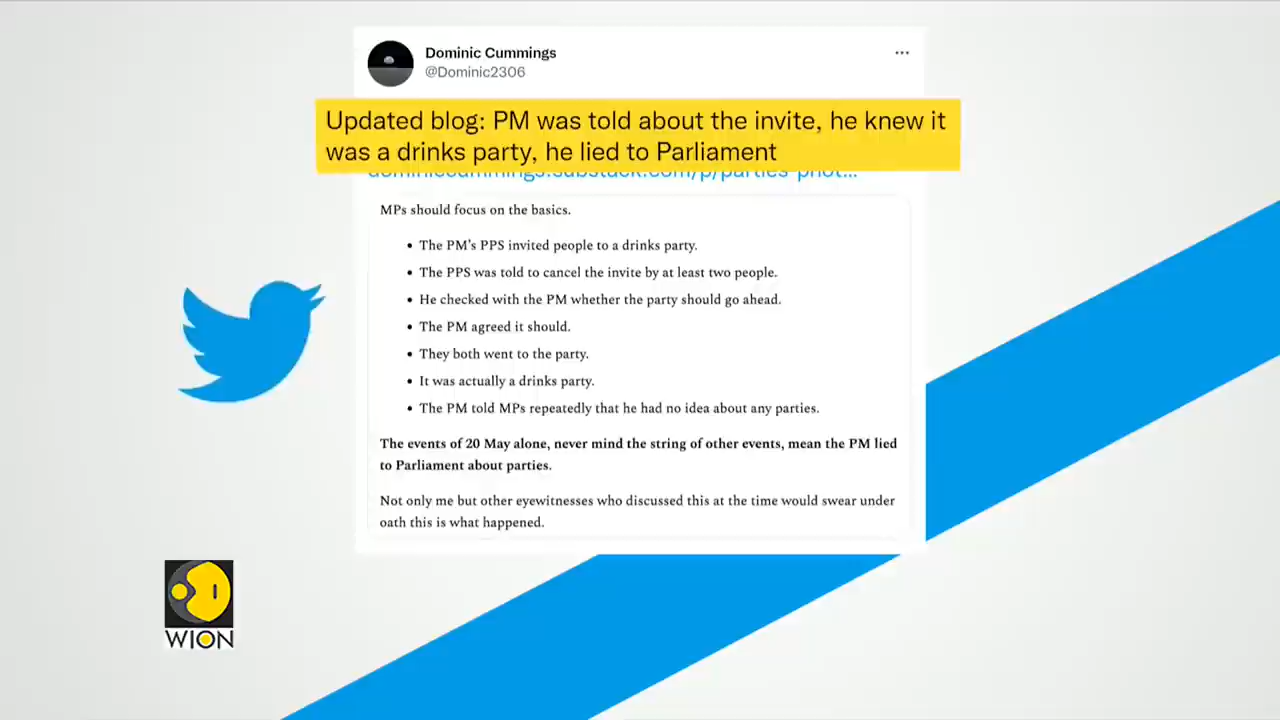 Dominic Cummings
@Dominic2306
Updated blog: PM was told about the invite, he knew it
was a drinks party, he lied to Parliament
dominiccummings.substack.com/p/parties-phot...
MPs should focus on the basics.
• The PM's PPS invited people to a drinks party.
• The PPS was told to cancel the invite by at least two people.
• He checked with the PM whether the party should go ahead.
• The PM agreed it should.
• They both went to the party.
• It was actually a drinks party.
• The PM told MPs repeatedly that he had no idea about any parties.
The events of 20 May alone, never mind the string of other events, mean the PM lied
to Parliament about parties.
Not only me but other eyewitnesses who discussed this at the time would swear under
oath this is what happened.
WION